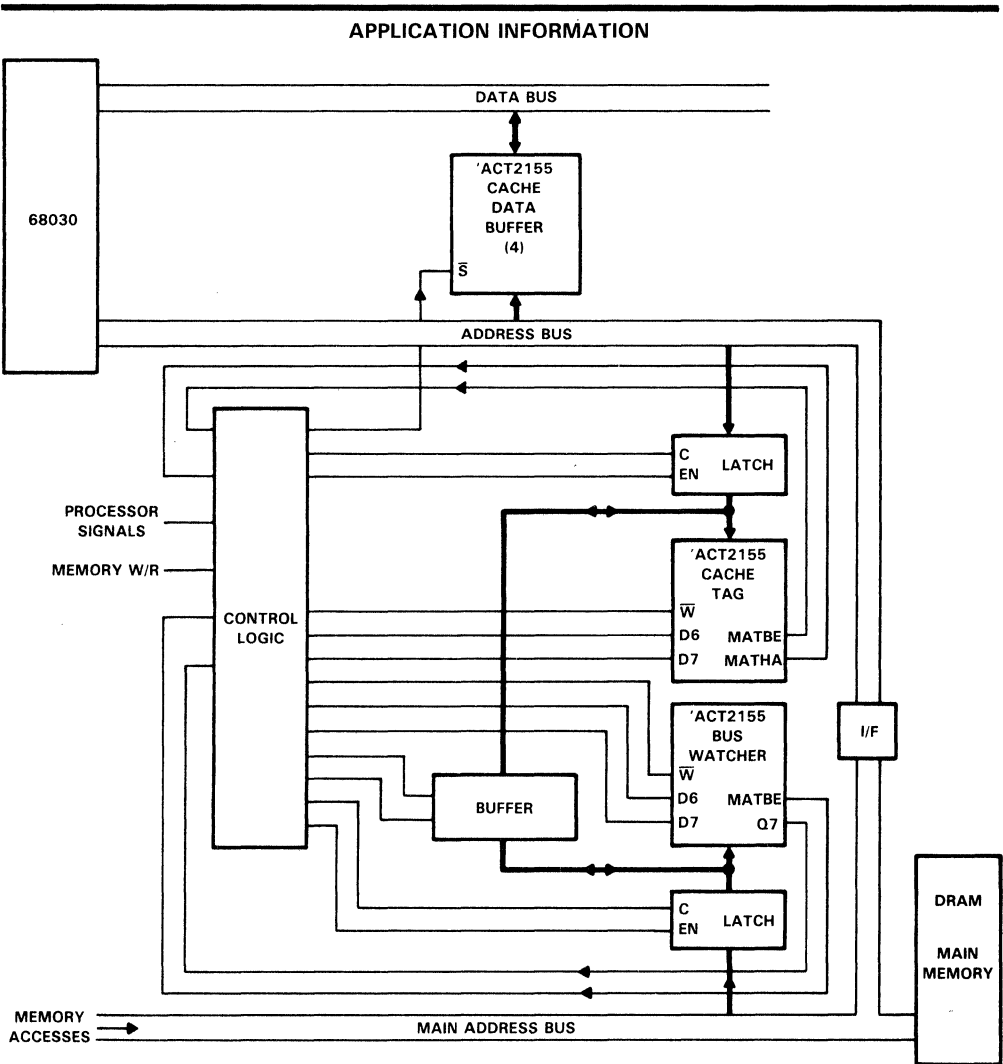 APPLICATION INFORMATION
DATA BUS
'ACT2155
CACHE
DATA
BUFFER
(4)
S̅
68030
ADDRESS BUS
C
EN
LATCH
PROCESSOR
SIGNALS
MEMORY W/R
CONTROL
LOGIC
'ACT2155
CACHE
TAG
W̅
D6 MATBE
D7 MATHA
'ACT2155
BUS
WATCHER
W̅
D6 MATBE
D7 Q7
I/F
BUFFER
C
EN
LATCH
DRAM
MAIN
MEMORY
MEMORY
ACCESSES
MAIN ADDRESS BUS